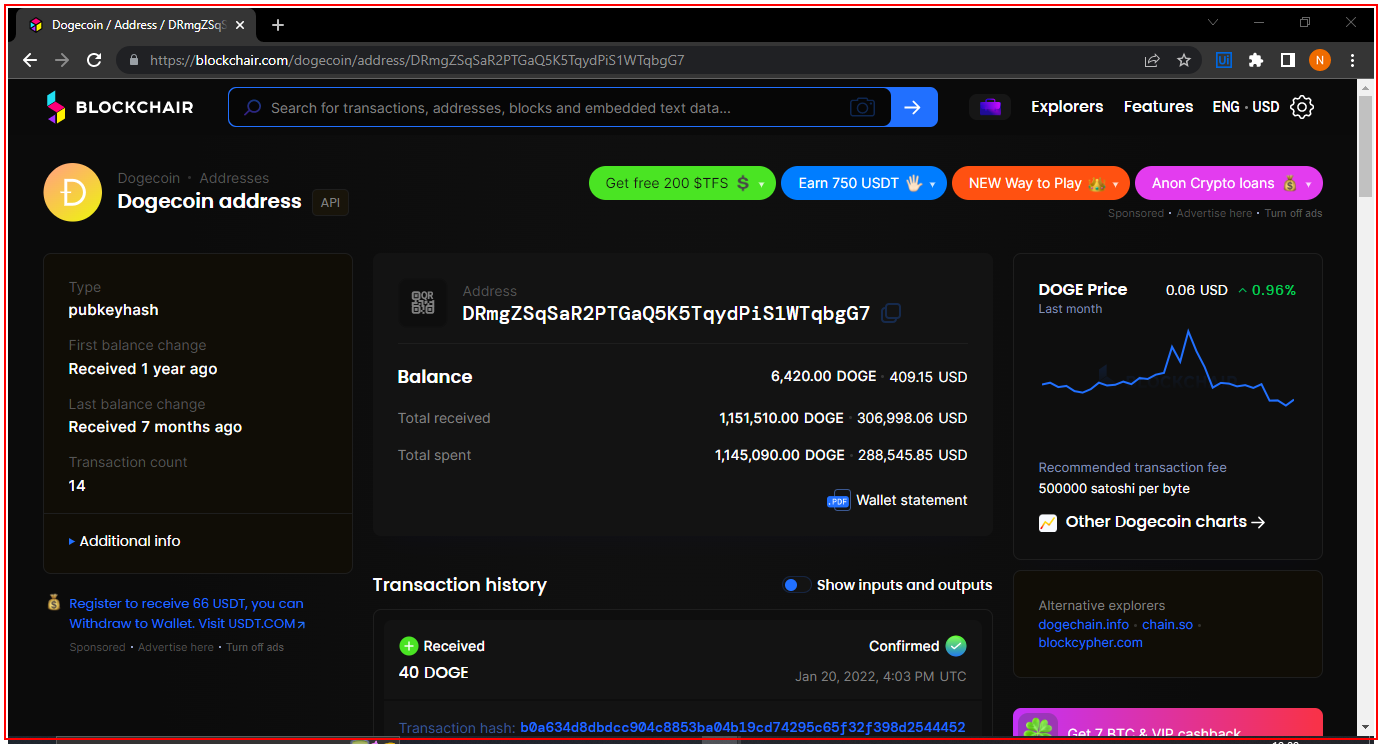 Dogecoin / Address / DRmgZSqS
https://blockchair.com/dogecoin/address/DRmgZSqSaR2PTGaQ5K5TqydPiS1WTqbgG7
N
BLOCKCHAIR
Search for transactions, addresses, blocks and embedded text data...
Explorers
Features
ENG · USD
Dogecoin · Addresses
Dogecoin address
API
Get free 200 $TFS
Earn 750 USDT
NEW Way to Play
Anon Crypto loans
Sponsored · Advertise here · Turn off ads
Type
pubkeyhash
First balance change
Received 1 year ago
Last balance change
Received 7 months ago
Transaction count
14
Additional info
Register to receive 66 USDT, you can
Withdraw to Wallet. Visit USDT.COM
Sponsored · Advertise here · Turn off ads
QR
Address
DRmgZSqSaR2PTGaQ5K5TqydPiS1WTqbgG7
Balance
6,420.00 DOGE · 409.15 USD
Total received
1,151,510.00 DOGE · 306,998.06 USD
Total spent
1,145,090.00 DOGE · 288,545.85 USD
.PDF Wallet statement
Transaction history
Show inputs and outputs
Received
Confirmed
40 DOGE
Jan 20, 2022, 4:03 PM UTC
Transaction hash: b0a634d8dbdcc904c8853ba04b19cd74295c65f32f398d2544452
DOGE Price
0.06 USD
0.96%
Last month
BLOCKCHAIR
Recommended transaction fee
500000 satoshi per byte
Other Dogecoin charts
Alternative explorers
dogechain.info · chain.so ·
blockcypher.com
Get 7 BTC & VIP cashback